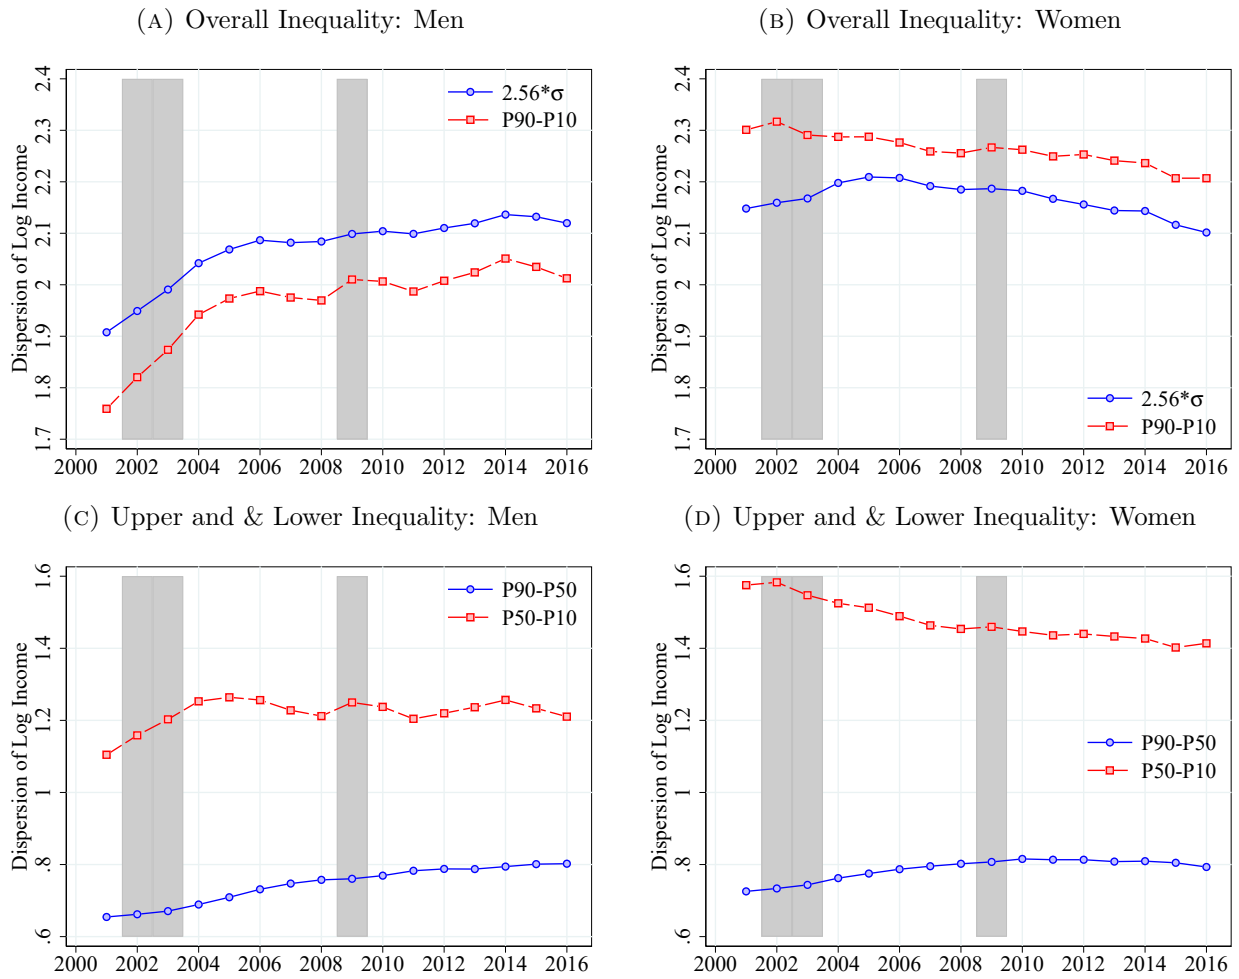 (A) Overall Inequality: Men
Dispersion of Log Income
2.4
2.3
2.2
2.1
2
1.9
1.8
1.7
2.56*σ
P90-P10
2000 2002 2004 2006 2008 2010 2012 2014 2016
(B) Overall Inequality: Women
Dispersion of Log Income
2.4
2.3
2.2
2.1
2
1.9
1.8
1.7
2.56*σ
P90-P10
2000 2002 2004 2006 2008 2010 2012 2014 2016
(C) Upper and & Lower Inequality: Men
Dispersion of Log Income
1.6
1.4
1.2
1
.8
.6
P90-P50
P50-P10
2000 2002 2004 2006 2008 2010 2012 2014 2016
(D) Upper and & Lower Inequality: Women
Dispersion of Log Income
1.6
1.4
1.2
1
.8
.6
P90-P50
P50-P10
2000 2002 2004 2006 2008 2010 2012 2014 2016